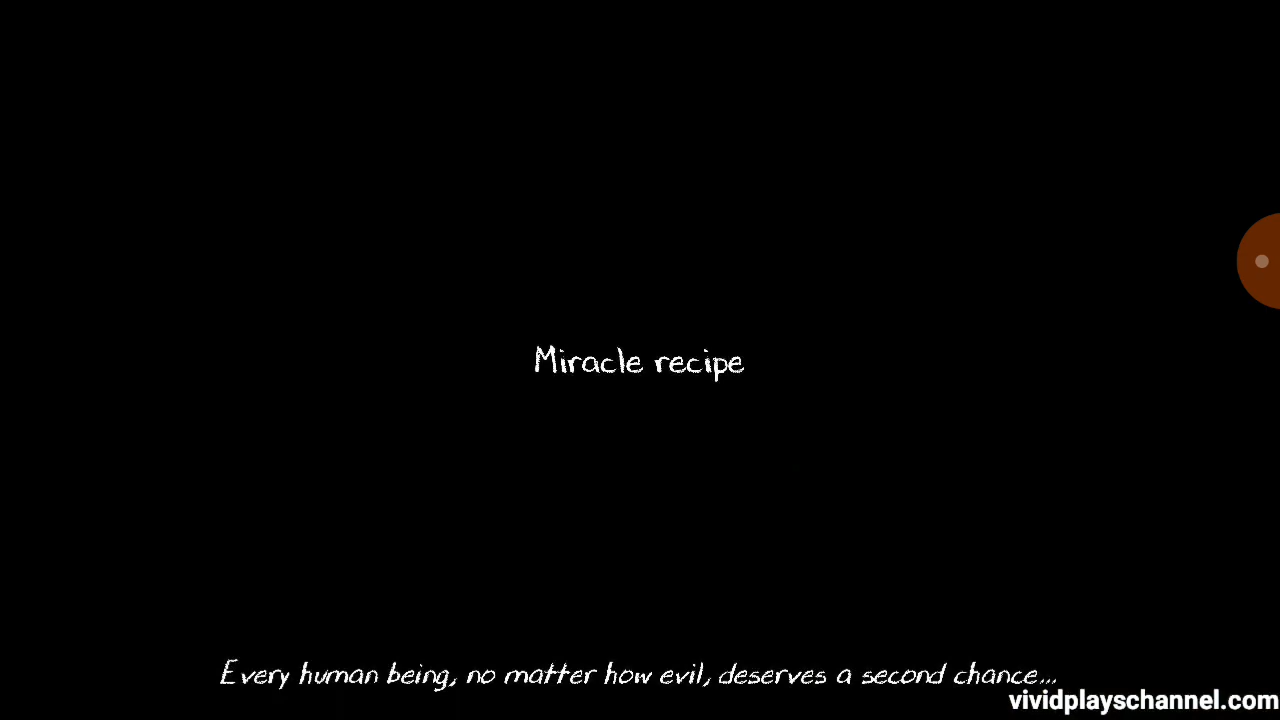 Miracle recipe
Every human being, no matter how evil, deserves a second chance...
vividplayschannel.com